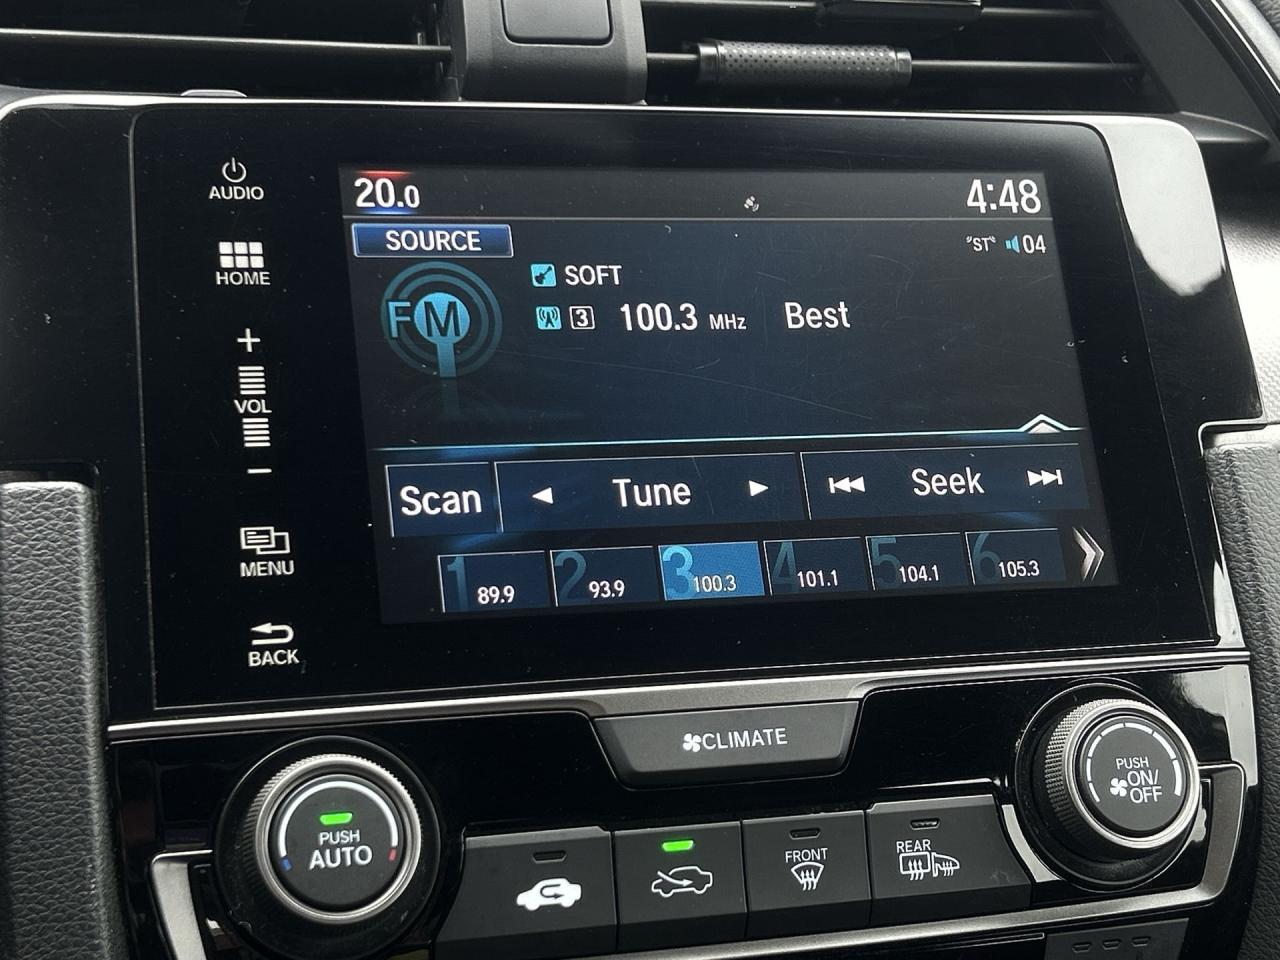 AUDIO
HOME
+
VOL
−
MENU
BACK
20.0
4:48
SOURCE
"ST" 04
FM
SOFT
3 100.3 MHz Best
Scan
Tune
Seek
1 89.9
2 93.9
3 100.3
4 101.1
5 104.1
6 105.3
CLIMATE
PUSH
AUTO
FRONT
REAR
PUSH
ON/
OFF